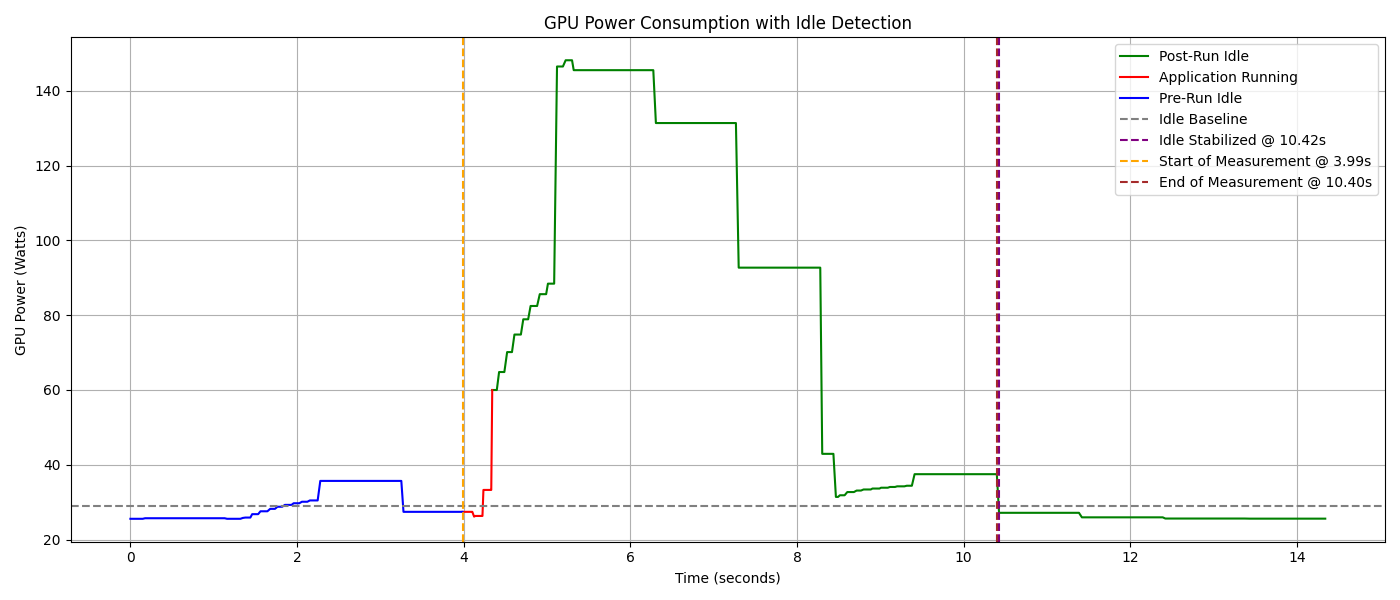 GPU Power Consumption with Idle Detection
GPU Power (Watts)
140
120
100
80
60
40
20
Post-Run Idle
Application Running
Pre-Run Idle
Idle Baseline
Idle Stabilized @ 10.42s
Start of Measurement @ 3.99s
End of Measurement @ 10.40s
0 2 4 6 8 10 12 14
Time (seconds)